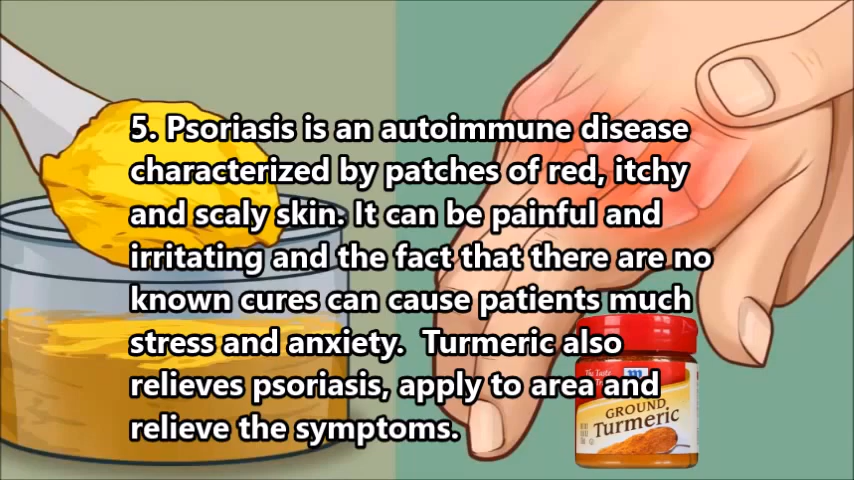 5. Psoriasis is an autoimmune disease
characterized by patches of red, itchy
and scaly skin. It can be painful and
irritating and the fact that there are no
known cures can cause patients much
stress and anxiety.  Turmeric also
relieves psoriasis, apply to area and
relieve the symptoms.
The Taste
GROUND
Turmeric